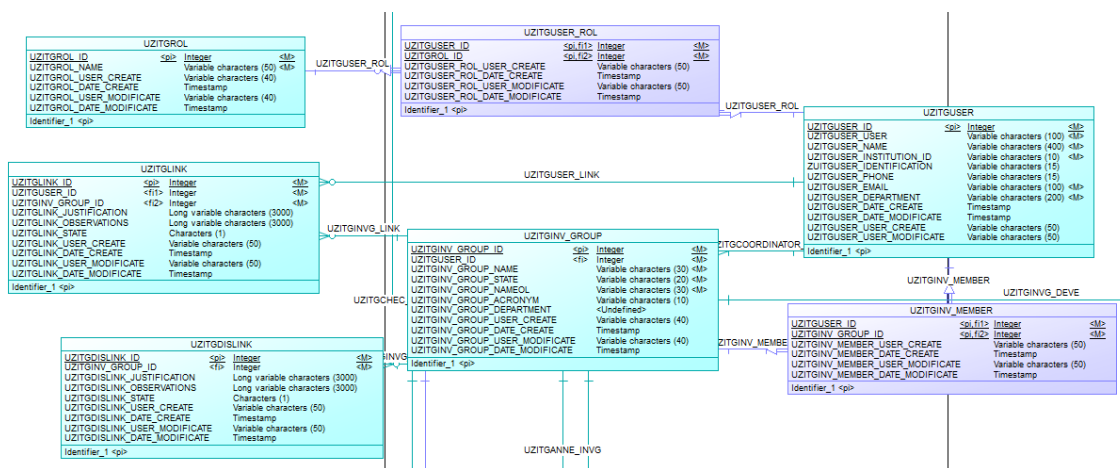 UZITGROL
UZITGROL_ID <pi> Integer <M>
UZITGROL_NAME Variable characters (50) <M>
UZITGROL_USER_CREATE Variable characters (40)
UZITGROL_DATE_CREATE Timestamp
UZITGROL_USER_MODIFICATE Variable characters (40)
UZITGROL_DATE_MODIFICATE Timestamp
Identifier_1 <pi>
UZITGUSER_ROL
UZITGUSER_ROL
UZITGUSER_ID <pi,fi1> Integer <M>
UZITGROL_ID <pi,fi2> Integer <M>
UZITGUSER_ROL_USER_CREATE Variable characters (50)
UZITGUSER_ROL_DATE_CREATE Timestamp
UZITGUSER_ROL_USER_MODIFICATE Variable characters (50)
UZITGUSER_ROL_DATE_MODIFICATE Timestamp
Identifier_1 <pi>
UZITGUSER_ROL
UZITGUSER
UZITGUSER_ID <pi> Integer <M>
UZITGUSER_USER Variable characters (100) <M>
UZITGUSER_NAME Variable characters (400) <M>
UZITGUSER_INSTITUTION_ID Variable characters (10) <M>
ZUITGUSER_IDENTIFICATION Variable characters (15)
UZITGUSER_PHONE Variable characters (15)
UZITGUSER_EMAIL Variable characters (100) <M>
UZITGUSER_DEPARTMENT Variable characters (200) <M>
UZITGUSER_DATE_CREATE Timestamp
UZITGUSER_DATE_MODIFICATE Timestamp
UZITGUSER_USER_CREATE Variable characters (50)
UZITGUSER_USER_MODIFICATE Variable characters (50)
Identifier_1 <pi>
UZITGLINK
UZITGLINK_ID <pi> Integer <M>
UZITGUSER_ID <fi1> Integer <M>
UZITGINV_GROUP_ID <fi2> Integer <M>
UZITGLINK_JUSTIFICATION Long variable characters (3000)
UZITGLINK_OBSERVATIONS Long variable characters (3000)
UZITGLINK_STATE Characters (1)
UZITGLINK_USER_CREATE Variable characters (50)
UZITGLINK_DATE_CREATE Timestamp
UZITGLINK_USER_MODIFICATE Variable characters (50)
UZITGLINK_DATE_MODIFICATE Timestamp
Identifier_1 <pi>
UZITGUSER_LINK
UZITGINVG_LINK
UZITGINV_GROUP
UZITGINV_GROUP_ID <pi> Integer <M>
UZITGUSER_ID <fi> Integer <M>
UZITGINV_GROUP_NAME Variable characters (30) <M>
UZITGINV_GROUP_STATE Variable characters (20) <M>
UZITGINV_GROUP_NAMEOL Variable characters (30) <M>
UZITGINV_GROUP_ACRONYM Variable characters (10)
UZITGINV_GROUP_DEPARTMENT <Undefined>
UZITGINV_GROUP_USER_CREATE Variable characters (40)
UZITGINV_GROUP_DATE_CREATE Timestamp
UZITGINV_GROUP_USER_MODIFICATE Variable characters (40)
UZITGINV_GROUP_DATE_MODIFICATE Timestamp
Identifier_1 <pi>
ZITGCOORDINATOR
UZITGINV_MEMBER
UZITGINVG_DEVE
UZITGCHEC
UZITGINV_MEMBER
UZITGUSER_ID <pi,fi1> Integer <M>
UZITGINV_GROUP_ID <pi,fi2> Integer <M>
UZITGINV_MEMBER_USER_CREATE Variable characters (50)
UZITGINV_MEMBER_DATE_CREATE Timestamp
UZITGINV_MEMBER_USER_MODIFICATE Variable characters (50)
UZITGINV_MEMBER_DATE_MODIFICATE Timestamp
Identifier_1 <pi>
UZITGDISLINK
UZITGDISLINK_ID <pi> Integer <M>
UZITGINV_GROUP_ID <fi> Integer <M>
UZITGDISLINK_JUSTIFICATION Long variable characters (3000)
UZITGDISLINK_OBSERVATIONS Long variable characters (3000)
UZITGDISLINK_STATE Characters (1)
UZITGDISLINK_USER_CREATE Variable characters (50)
UZITGDISLINK_DATE_CREATE Timestamp
UZITGDISLINK_USER_MODIFICATE Variable characters (50)
UZITGDISLINK_DATE_MODIFICATE Timestamp
Identifier_1 <pi>
UZITGANNE_INVG